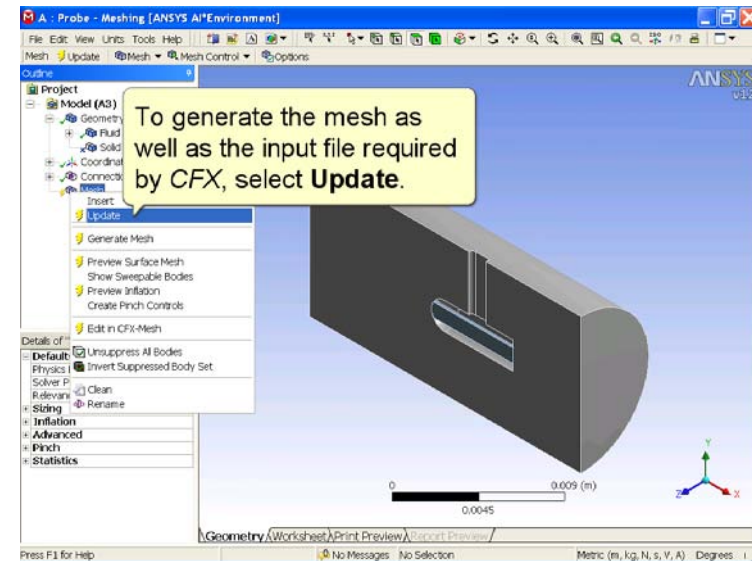 A : Probe - Meshing [ANSYS AI*Environment]
File Edit View Units Tools Help
Mesh Update Mesh Mesh Control Options
Outline
Project
Model (A3)
Geometry
Fluid
Solid
Mesh
To generate the mesh as
well as the input file required
by CFX, select Update.
Insert
Update
Generate Mesh
Preview Surface Mesh
Show Sweepable Bodies
Preview Inflation
Create Pinch Controls
Edit in CFX-Mesh
Unsuppress All Bodies
Invert Suppressed Body Set
Clean
Rename
Details of
Physics
Solver
Sizing
Inflation
Advanced
Pinch
Statistics
ANSYS
0 0.009 (m)
0.0045
Y
Z X
Geometry Worksheet Print Preview Report Preview
Press F1 for Help No Messages No Selection Metric (m, kg, N, s, V, A) Degrees